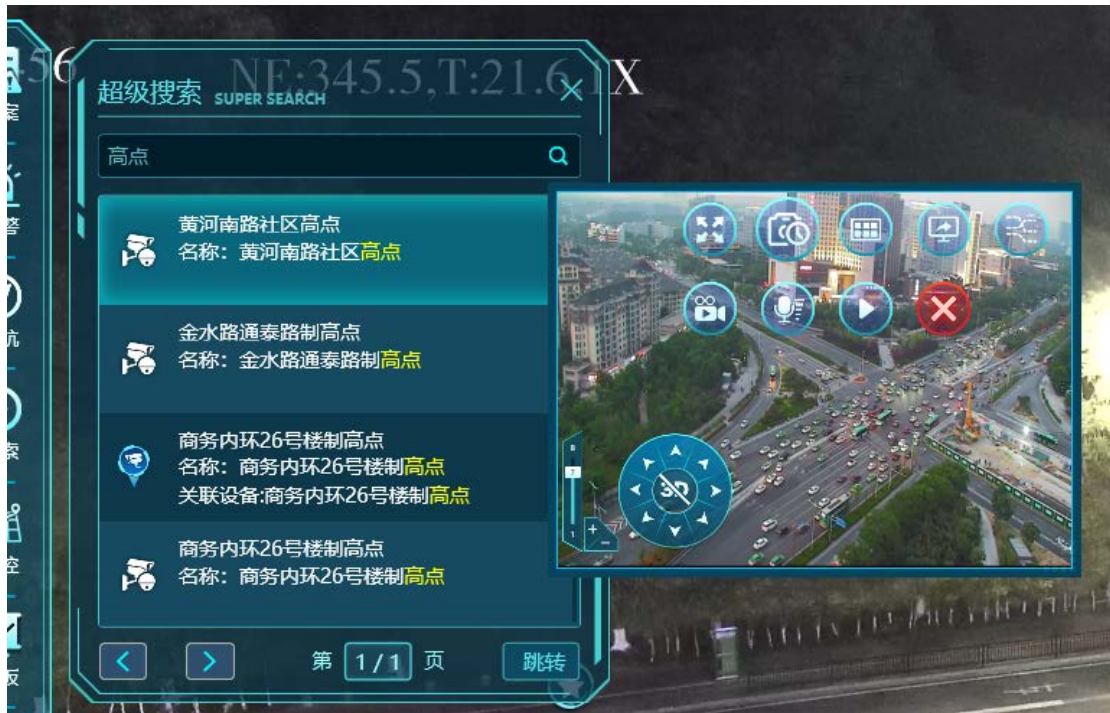 56
NE:345.5,T:21.6,1X
超级搜索 SUPER SEARCH
高点
黄河南路社区高点
名称：黄河南路社区高点
金水路通泰路制高点
名称：金水路通泰路制高点
商务内环26号楼制高点
名称：商务内环26号楼制高点
关联设备:商务内环26号楼制高点
商务内环26号楼制高点
名称：商务内环26号楼制高点
第 1/1 页
跳转
8
7
1
3D